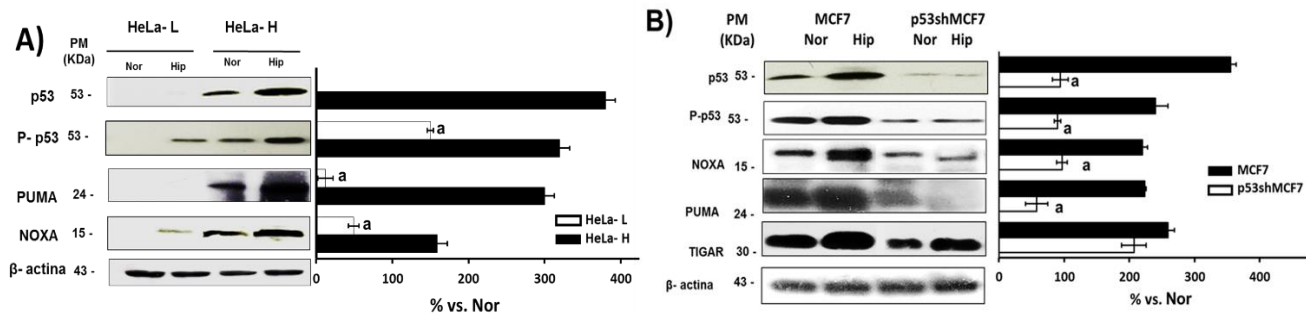 A)
HeLa- L HeLa- H
PM
(KDa)
Nor Hip Nor Hip
p53 53 -
P- p53 53 -
PUMA 24 -
NOXA 15 -
β- actina 43 -
a
a
a
HeLa- L
HeLa- H
0 100 200 300 400
% vs. Nor
B)
PM
(KDa)
MCF7 p53shMCF7
Nor Hip Nor Hip
p53 53 -
P-p53 53 -
NOXA 15 -
PUMA 24 -
TIGAR 30 -
β- actina 43 -
a
a
a
a
MCF7
p53shMCF7
0 100 200 300 400
% vs. Nor